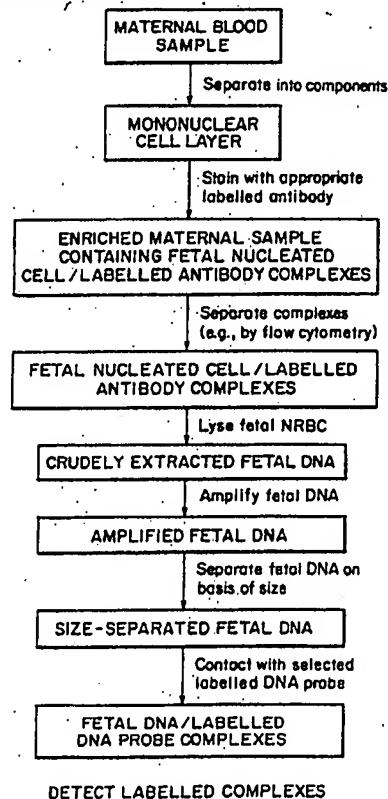 MATERNAL BLOOD
SAMPLE
Separate into components
MONONUCLEAR
CELL LAYER
Stain with appropriate
labelled antibody
ENRICHED MATERNAL SAMPLE
CONTAINING FETAL NUCLEATED
CELL/LABELLED ANTIBODY COMPLEXES
Separate complexes
(e.g., by flow cytometry)
FETAL NUCLEATED CELL/LABELLED
ANTIBODY COMPLEXES
Lyse fetal NRBC
CRUDELY EXTRACTED FETAL DNA
Amplify fetal DNA
AMPLIFIED FETAL DNA
Separate fetal DNA on
basis of size
SIZE-SEPARATED FETAL DNA
Contact with selected
labelled DNA probe
FETAL DNA/LABELLED
DNA PROBE COMPLEXES
DETECT LABELLED COMPLEXES